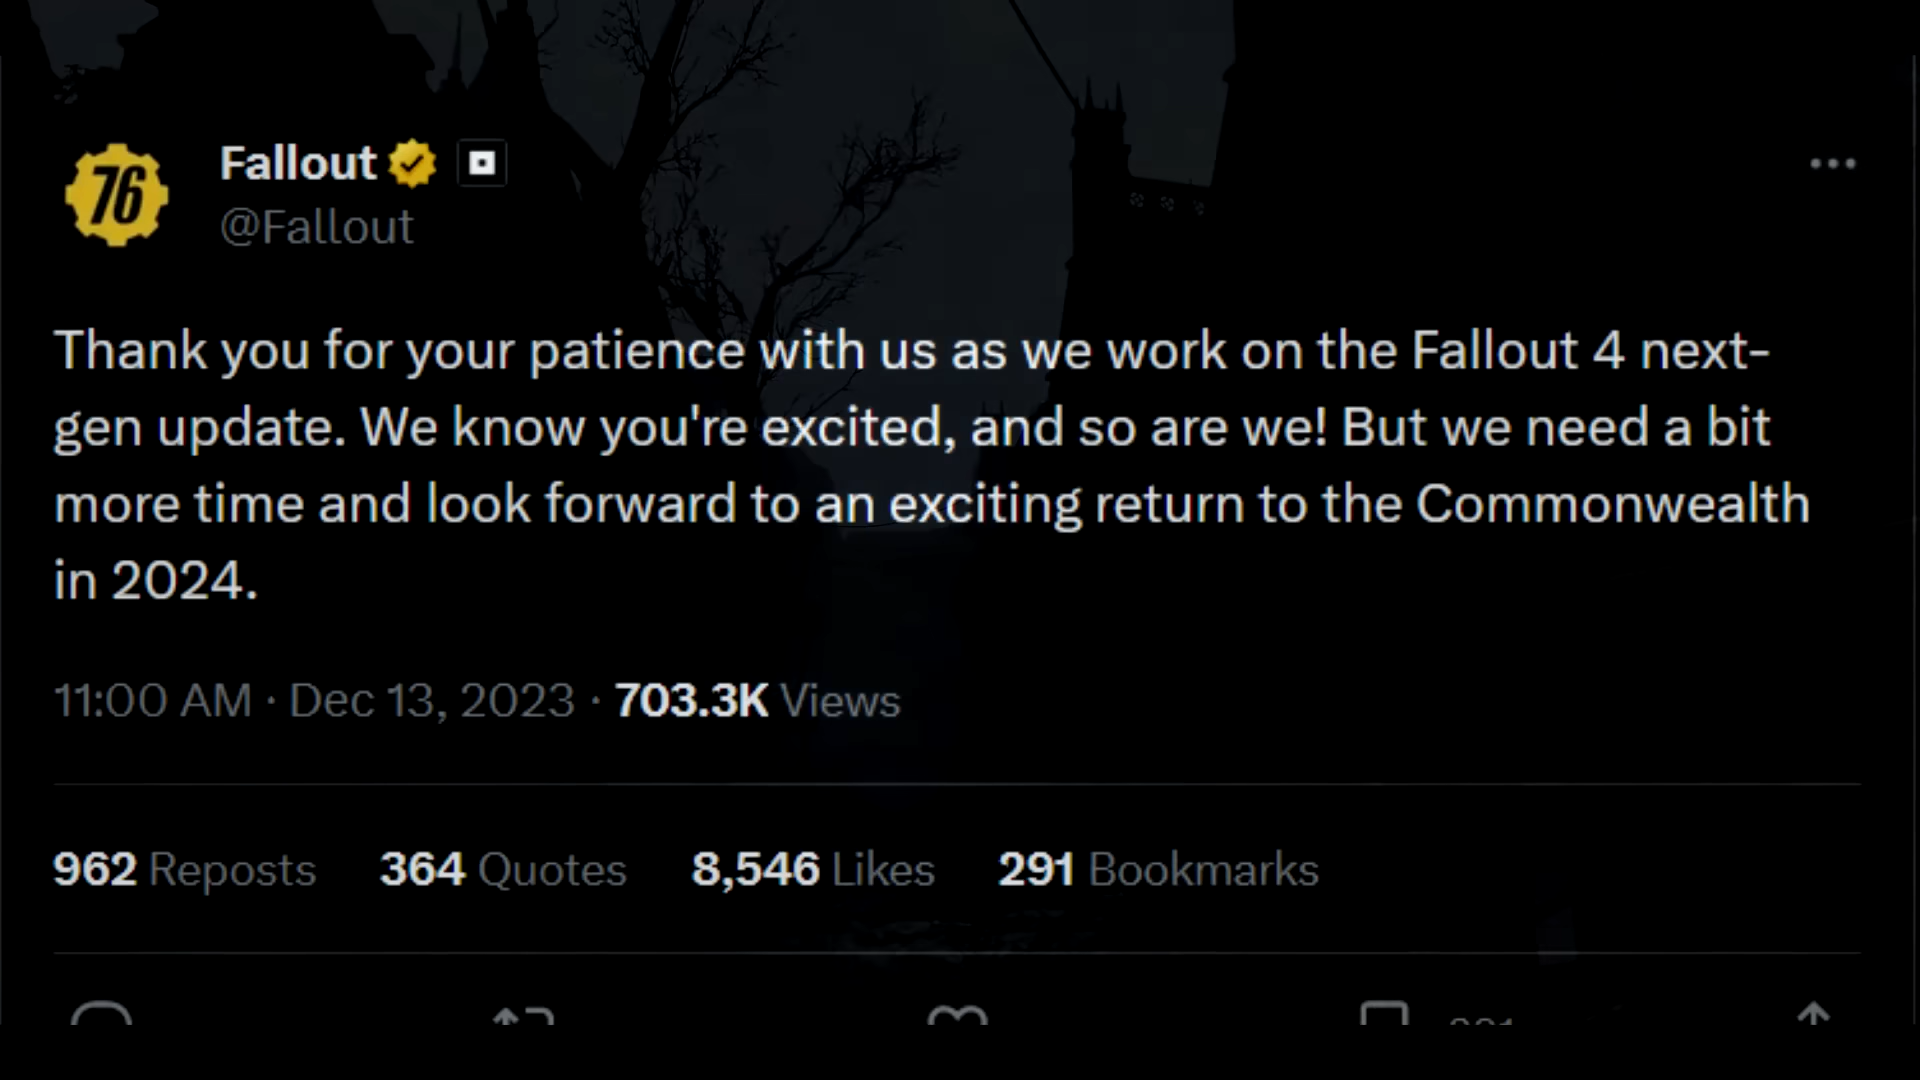 76
Fallout
@Fallout
Thank you for your patience with us as we work on the Fallout 4 next-
gen update. We know you're excited, and so are we! But we need a bit
more time and look forward to an exciting return to the Commonwealth
in 2024.
11:00 AM · Dec 13, 2023 · 703.3K Views
962 Reposts 364 Quotes 8,546 Likes 291 Bookmarks